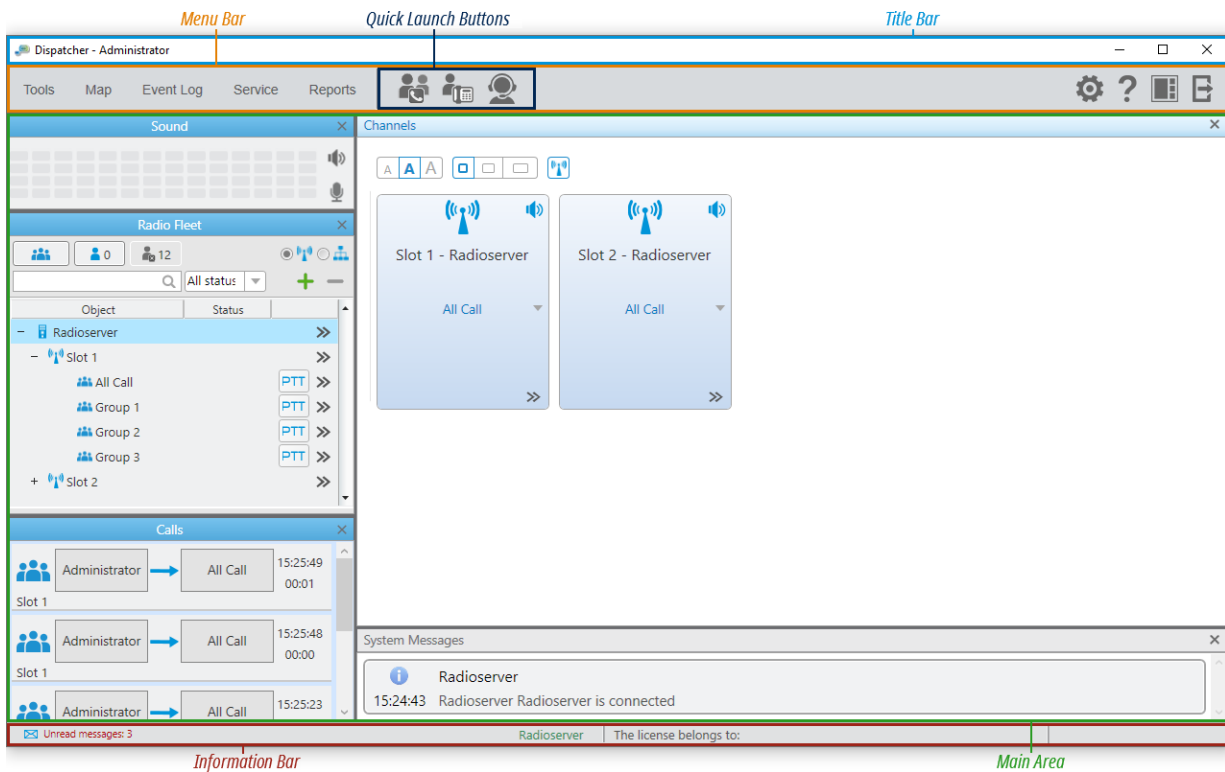 Menu Bar
Quick Launch Buttons
Title Bar
Dispatcher - Administrator
Tools
Map
Event Log
Service
Reports
Sound
Channels
A A A
Radio Fleet
0
12
All status
Object
Status
Radioserver
Slot 1
All Call
PTT
Group 1
PTT
Group 2
PTT
Group 3
PTT
Slot 2
Slot 1 - Radioserver
All Call
Slot 2 - Radioserver
All Call
Calls
Administrator
All Call
15:25:49
00:01
Slot 1
Administrator
All Call
15:25:48
00:00
Slot 1
Administrator
All Call
15:25:23
System Messages
Radioserver
15:24:43 Radioserver Radioserver is connected
Unread messages: 3
Radioserver
The license belongs to:
Information Bar
Main Area